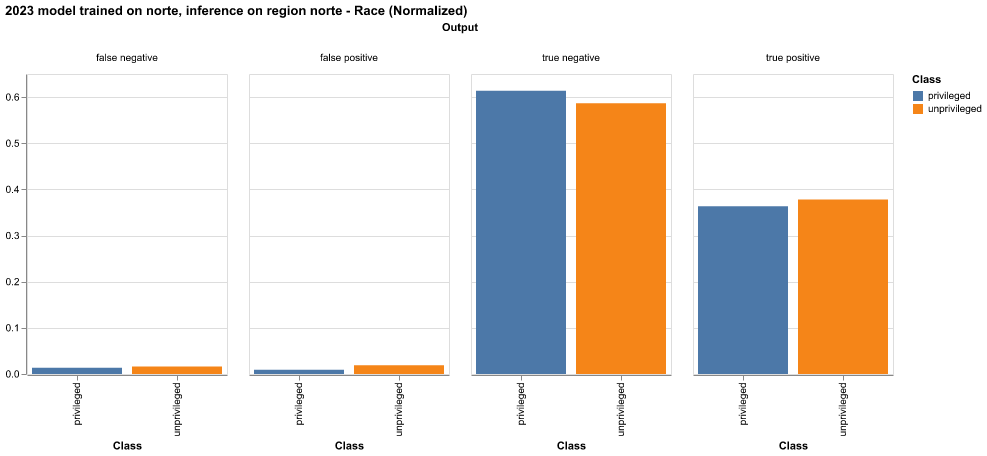 2023 model trained on norte, inference on region norte - Race (Normalized)
Output
false negative false positive true negative true positive
Class
privileged
unprivileged
0.6
0.5
0.4
0.3
0.2
0.1
0.0
privileged unprivileged privileged unprivileged privileged unprivileged privileged unprivileged
Class Class Class Class